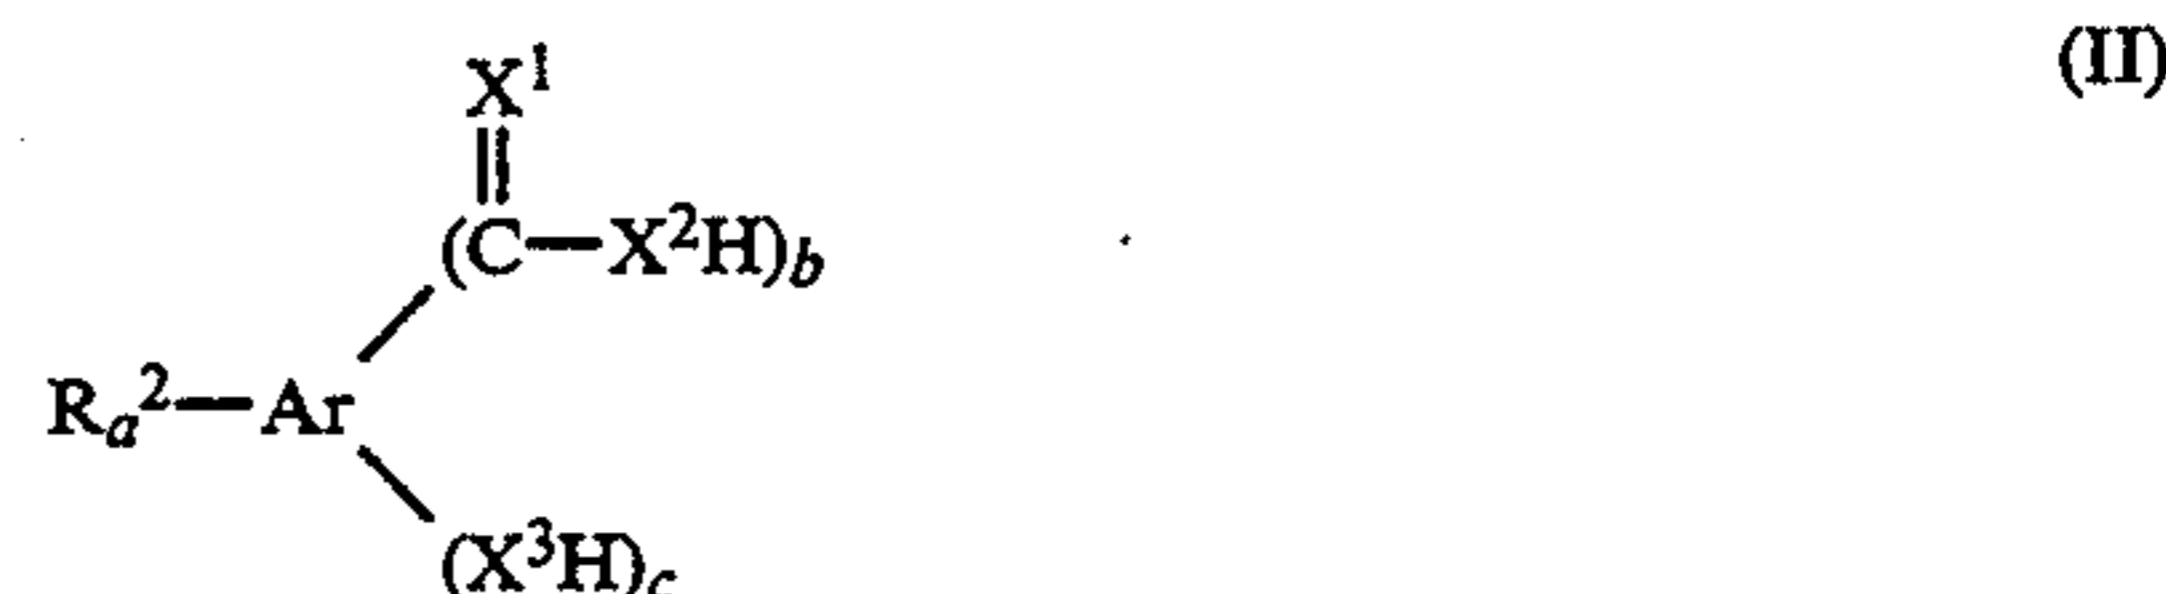 X¹ (II)
(C—X²H)b
Ra²—Ar
(X³H)c